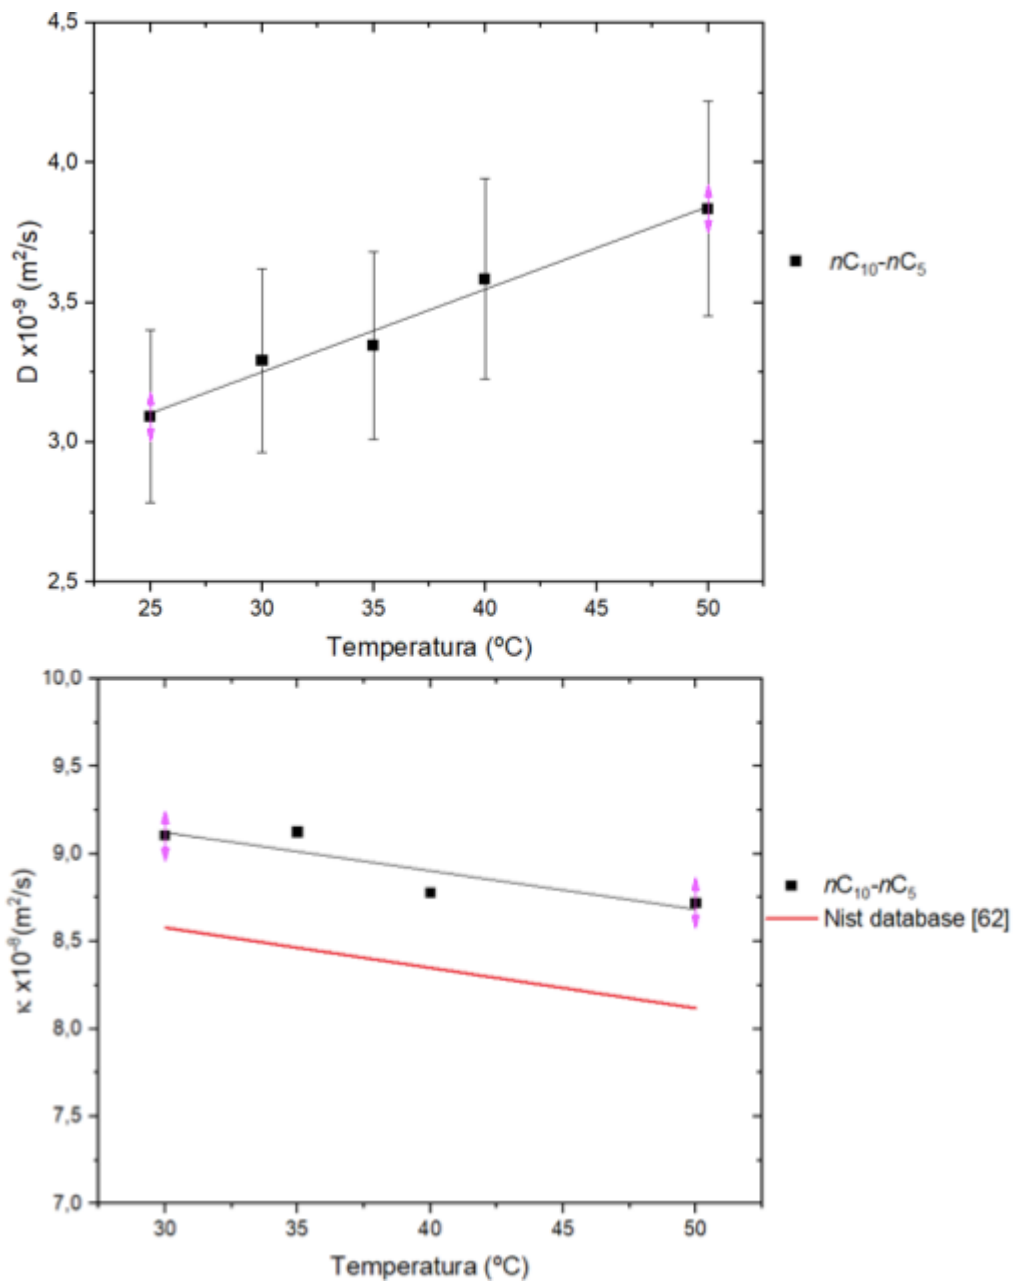 4,5
4,0
3,5
3,0
2,5
D x10⁻⁹ (m²/s)
25 30 35 40 45 50
Temperatura (ºC)
nC₁₀-nC₅
10,0
9,5
9,0
8,5
8,0
7,5
7,0
κ x10⁻⁸(m²/s)
30 35 40 45 50
Temperatura (ºC)
nC₁₀-nC₅
Nist database [62]